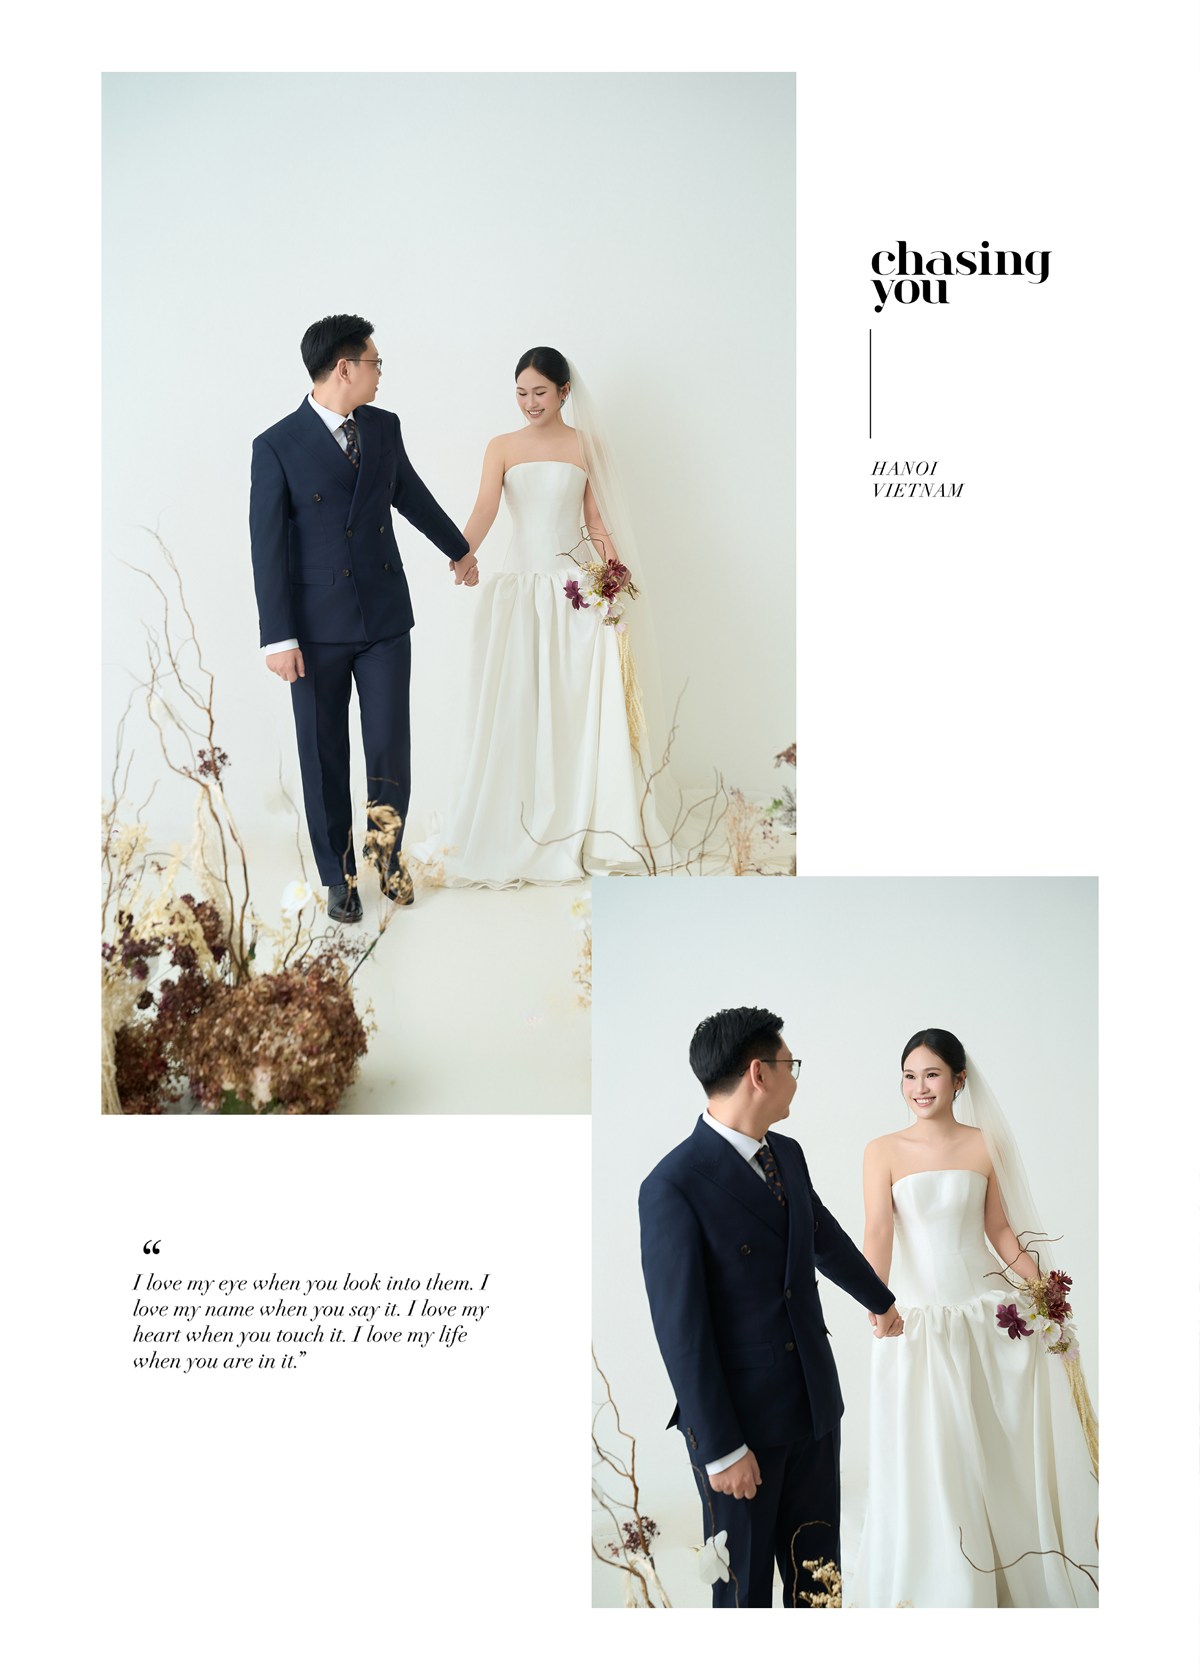 chasing
you
HANOI
VIETNAM
“
I love my eye when you look into them. I
love my name when you say it. I love my
heart when you touch it. I love my life
when you are in it.”